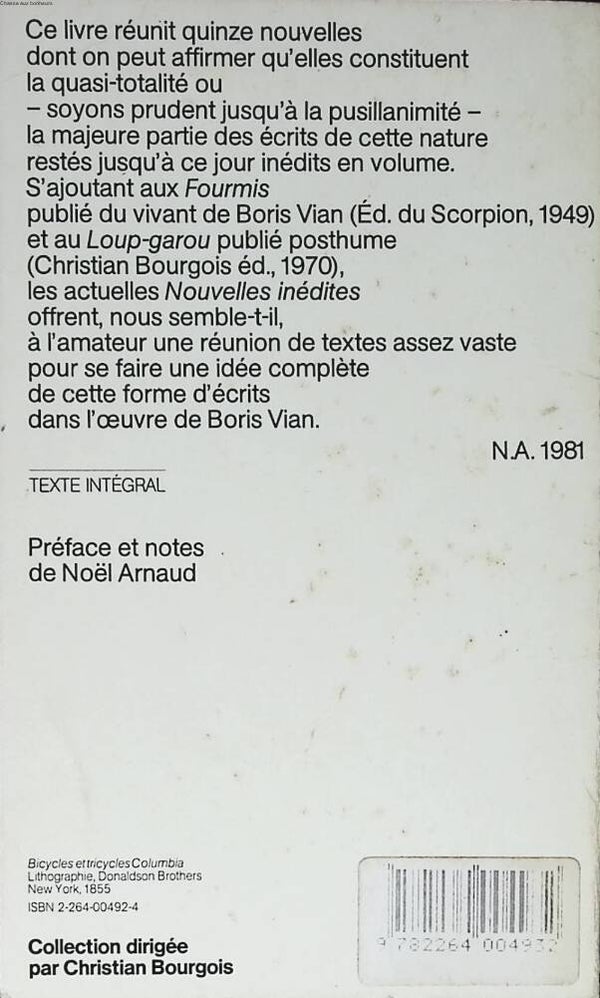 Chasse aux bonheurs
Ce livre réunit quinze nouvelles
dont on peut affirmer qu'elles constituent
la quasi-totalité ou
– soyons prudent jusqu'à la pusillanimité –
la majeure partie des écrits de cette nature
restés jusqu'à ce jour inédits en volume.
S'ajoutant aux Fourmis
publié du vivant de Boris Vian (Éd. du Scorpion, 1949)
et au Loup-garou publié posthume
(Christian Bourgois éd., 1970),
les actuelles Nouvelles inédites
offrent, nous semble-t-il,
à l'amateur une réunion de textes assez vaste
pour se faire une idée complète
de cette forme d'écrits
dans l'œuvre de Boris Vian.
N.A. 1981
TEXTE INTÉGRAL
Préface et notes
de Noël Arnaud
Bicycles et tricycles Columbia
Lithographie, Donaldson Brothers
New York, 1855
ISBN 2-264-00492-4
Collection dirigée
par Christian Bourgois
9 782264 004932